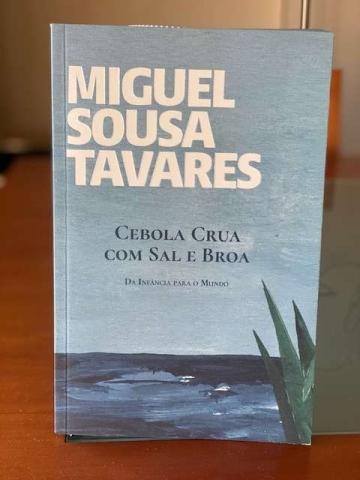 MIGUEL
SOUSA
TAVARES
CEBOLA CRUA
COM SAL E BROA
DA INFÂNCIA PARA O MUNDO